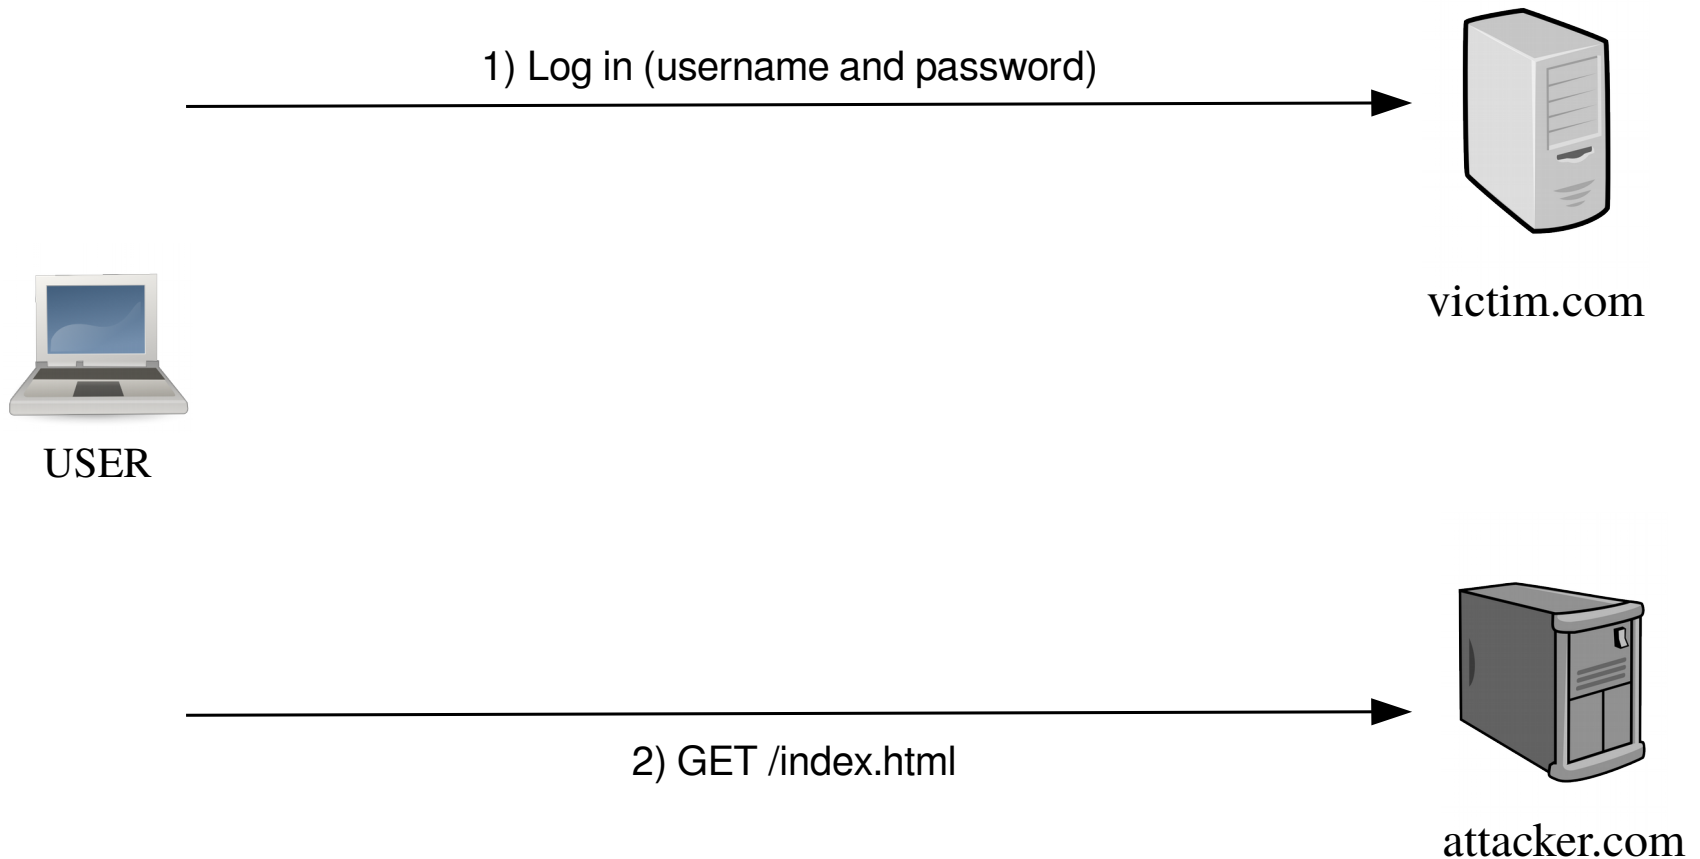 1) Log in (username and password)
victim.com
USER
2) GET /index.html
attacker.com